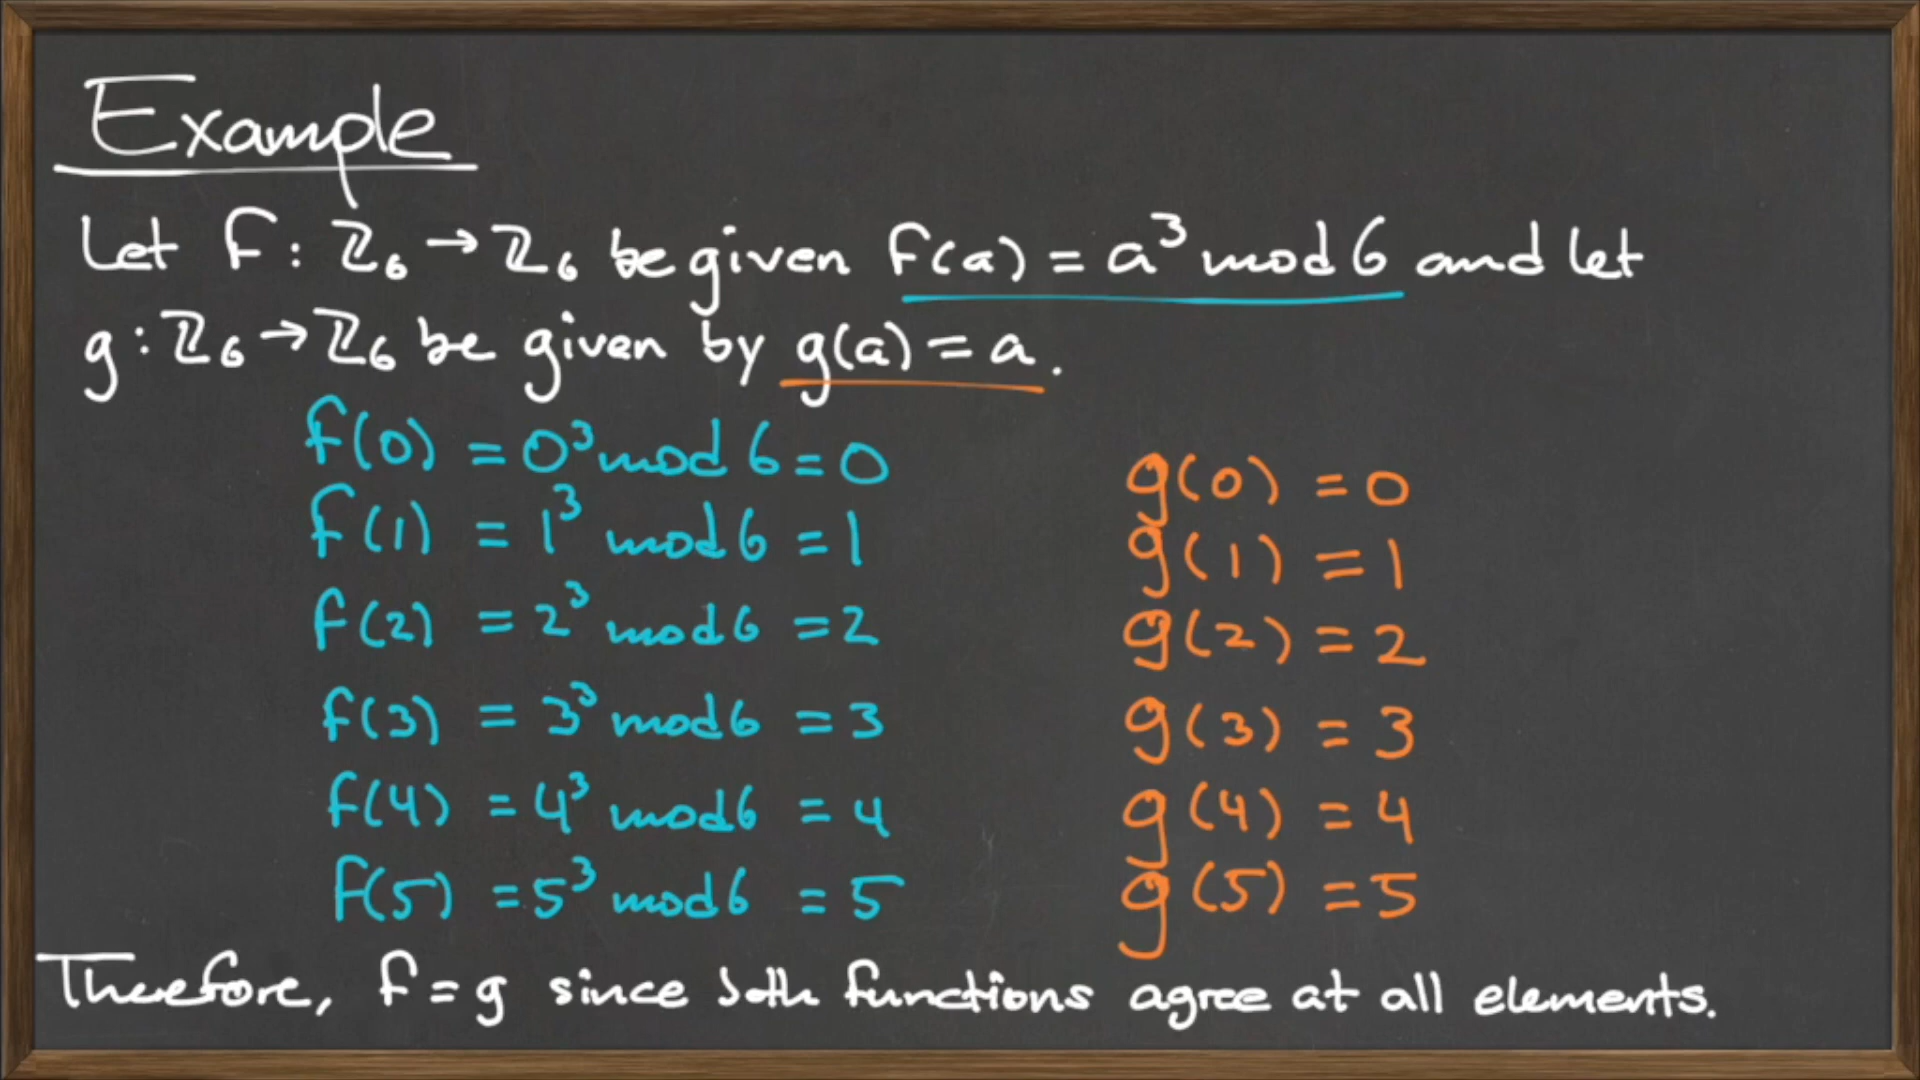 Example
Let f: ℤ₆ → ℤ₆ be given f(a) = a³ mod 6 and let
g: ℤ₆ → ℤ₆ be given by g(a) = a.
f(0) = 0³ mod 6 = 0
g(0) = 0
f(1) = 1³ mod 6 = 1
g(1) = 1
f(2) = 2³ mod 6 = 2
g(2) = 2
f(3) = 3³ mod 6 = 3
g(3) = 3
f(4) = 4³ mod 6 = 4
g(4) = 4
f(5) = 5³ mod 6 = 5
g(5) = 5
Therefore, f = g since both functions agree at all elements.